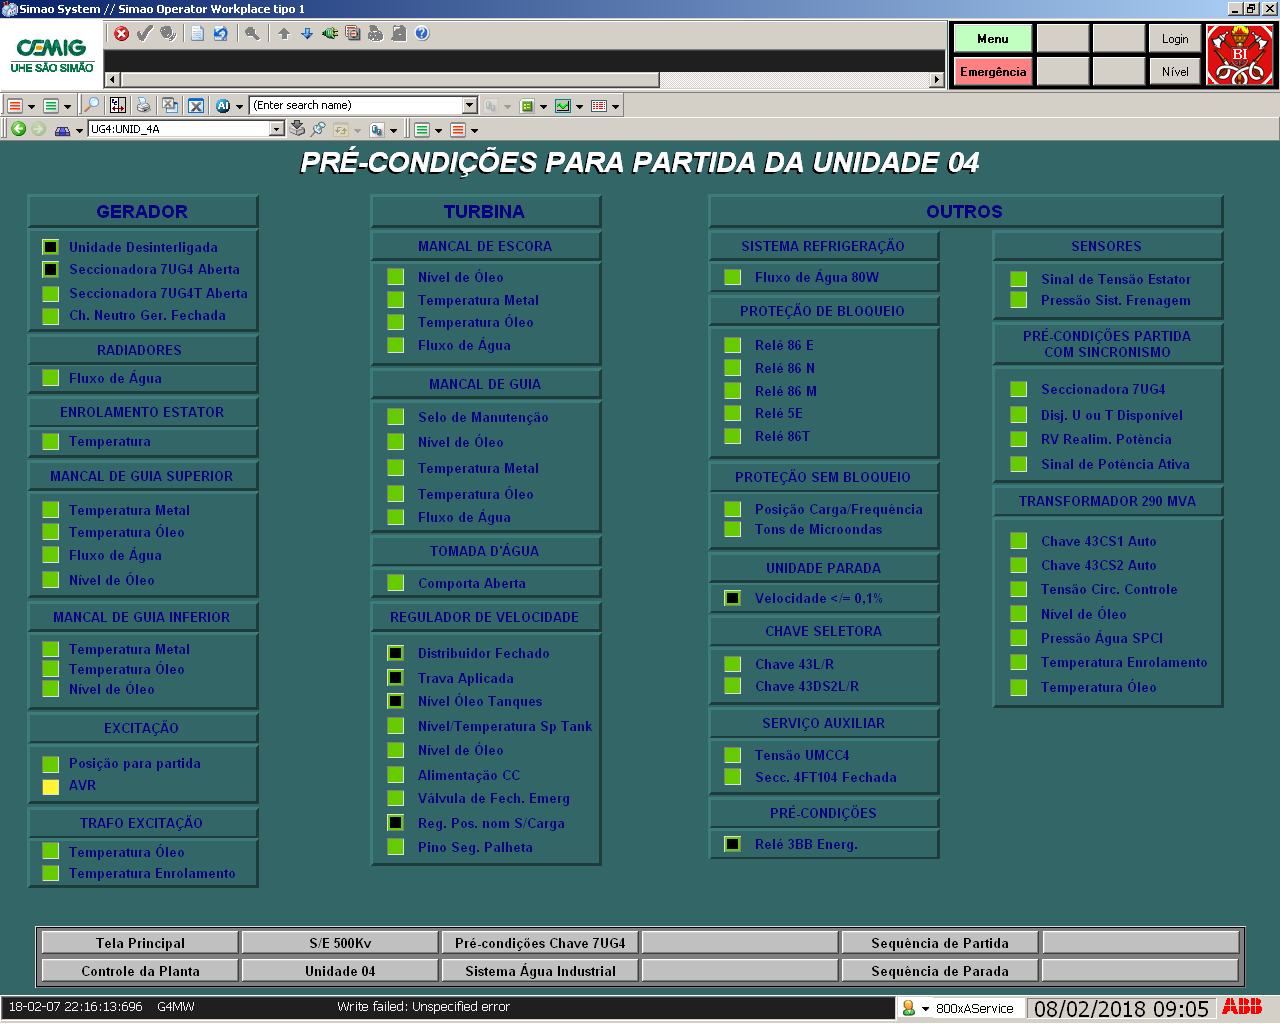 Simao System // Simao Operator Workplace tipo 1
CEMIG
UHE SÃO SIMÃO
Menu
Login
Emergência
Nível
BI
AI
(Enter search name)
UG4:UNID_4A
PRÉ-CONDIÇÕES PARA PARTIDA DA UNIDADE 04
GERADOR
Unidade Desinterligada
Seccionadora 7UG4 Aberta
Seccionadora 7UG4T Aberta
Ch. Neutro Ger. Fechada
RADIADORES
Fluxo de Água
ENROLAMENTO ESTATOR
Temperatura
MANCAL DE GUIA SUPERIOR
Temperatura Metal
Temperatura Óleo
Fluxo de Água
Nível de Óleo
MANCAL DE GUIA INFERIOR
Temperatura Metal
Temperatura Óleo
Nível de Óleo
EXCITAÇÃO
Posição para partida
AVR
TRAFO EXCITAÇÃO
Temperatura Óleo
Temperatura Enrolamento
TURBINA
MANCAL DE ESCORA
Nível de Óleo
Temperatura Metal
Temperatura Óleo
Fluxo de Água
MANCAL DE GUIA
Selo de Manutenção
Nível de Óleo
Temperatura Metal
Temperatura Óleo
Fluxo de Água
TOMADA D'ÁGUA
Comporta Aberta
REGULADOR DE VELOCIDADE
Distribuidor Fechado
Trava Aplicada
Nível Óleo Tanques
Nível/Temperatura Sp Tank
Nível de Óleo
Alimentação CC
Válvula de Fech. Emerg
Reg. Pos. nom S/Carga
Pino Seg. Palheta
OUTROS
SISTEMA REFRIGERAÇÃO
Fluxo de Água 80W
PROTEÇÃO DE BLOQUEIO
Relé 86 E
Relé 86 N
Relé 86 M
Relé 5E
Relé 86T
PROTEÇÃO SEM BLOQUEIO
Posição Carga/Frequência
Tons de Microondas
UNIDADE PARADA
Velocidade </= 0,1%
CHAVE SELETORA
Chave 43L/R
Chave 43DS2L/R
SERVIÇO AUXILIAR
Tensão UMCC4
Secc. 4FT104 Fechada
PRÉ-CONDIÇÕES
Relé 3BB Energ.
SENSORES
Sinal de Tensão Estator
Pressão Sist. Frenagem
PRÉ-CONDIÇÕES PARTIDA
COM SINCRONISMO
Seccionadora 7UG4
Disj. U ou T Disponível
RV Realim. Potência
Sinal de Potência Ativa
TRANSFORMADOR 290 MVA
Chave 43CS1 Auto
Chave 43CS2 Auto
Tensão Circ. Controle
Nível de Óleo
Pressão Água SPCI
Temperatura Enrolamento
Temperatura Óleo
Tela Principal
S/E 500Kv
Pré-condições Chave 7UG4
Sequência de Partida
Controle da Planta
Unidade 04
Sistema Água Industrial
Sequência de Parada
18-02-07 22:16:13:696 G4MW Write failed: Unspecified error
800xAService
08/02/2018 09:05
ABB